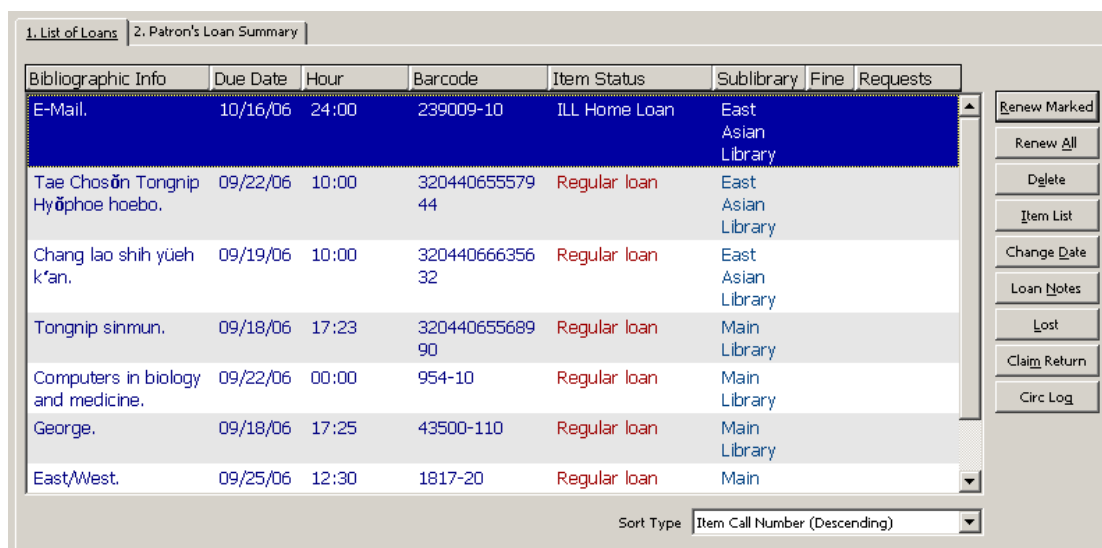 1. List of Loans 2. Patron's Loan Summary
Bibliographic Info Due Date Hour Barcode Item Status Sublibrary Fine Requests
E-Mail. 10/16/06 24:00 239009-10 ILL Home Loan East
Asian
Library
Tae Chosŏn Tongnip 09/22/06 10:00 320440655579 Regular loan East
Hyŏphoe hoebo. 44 Asian
Library
Chang lao shih yüeh 09/19/06 10:00 320440666356 Regular loan East
kʻan. 32 Asian
Library
Tongnip sinmun. 09/18/06 17:23 320440655689 Regular loan Main
90 Library
Computers in biology 09/22/06 00:00 954-10 Regular loan Main
and medicine. Library
George. 09/18/06 17:25 43500-110 Regular loan Main
Library
East/West. 09/25/06 12:30 1817-20 Regular loan Main
Renew Marked
Renew All
Delete
Item List
Change Date
Loan Notes
Lost
Claim Return
Circ Log
Sort Type Item Call Number (Descending)